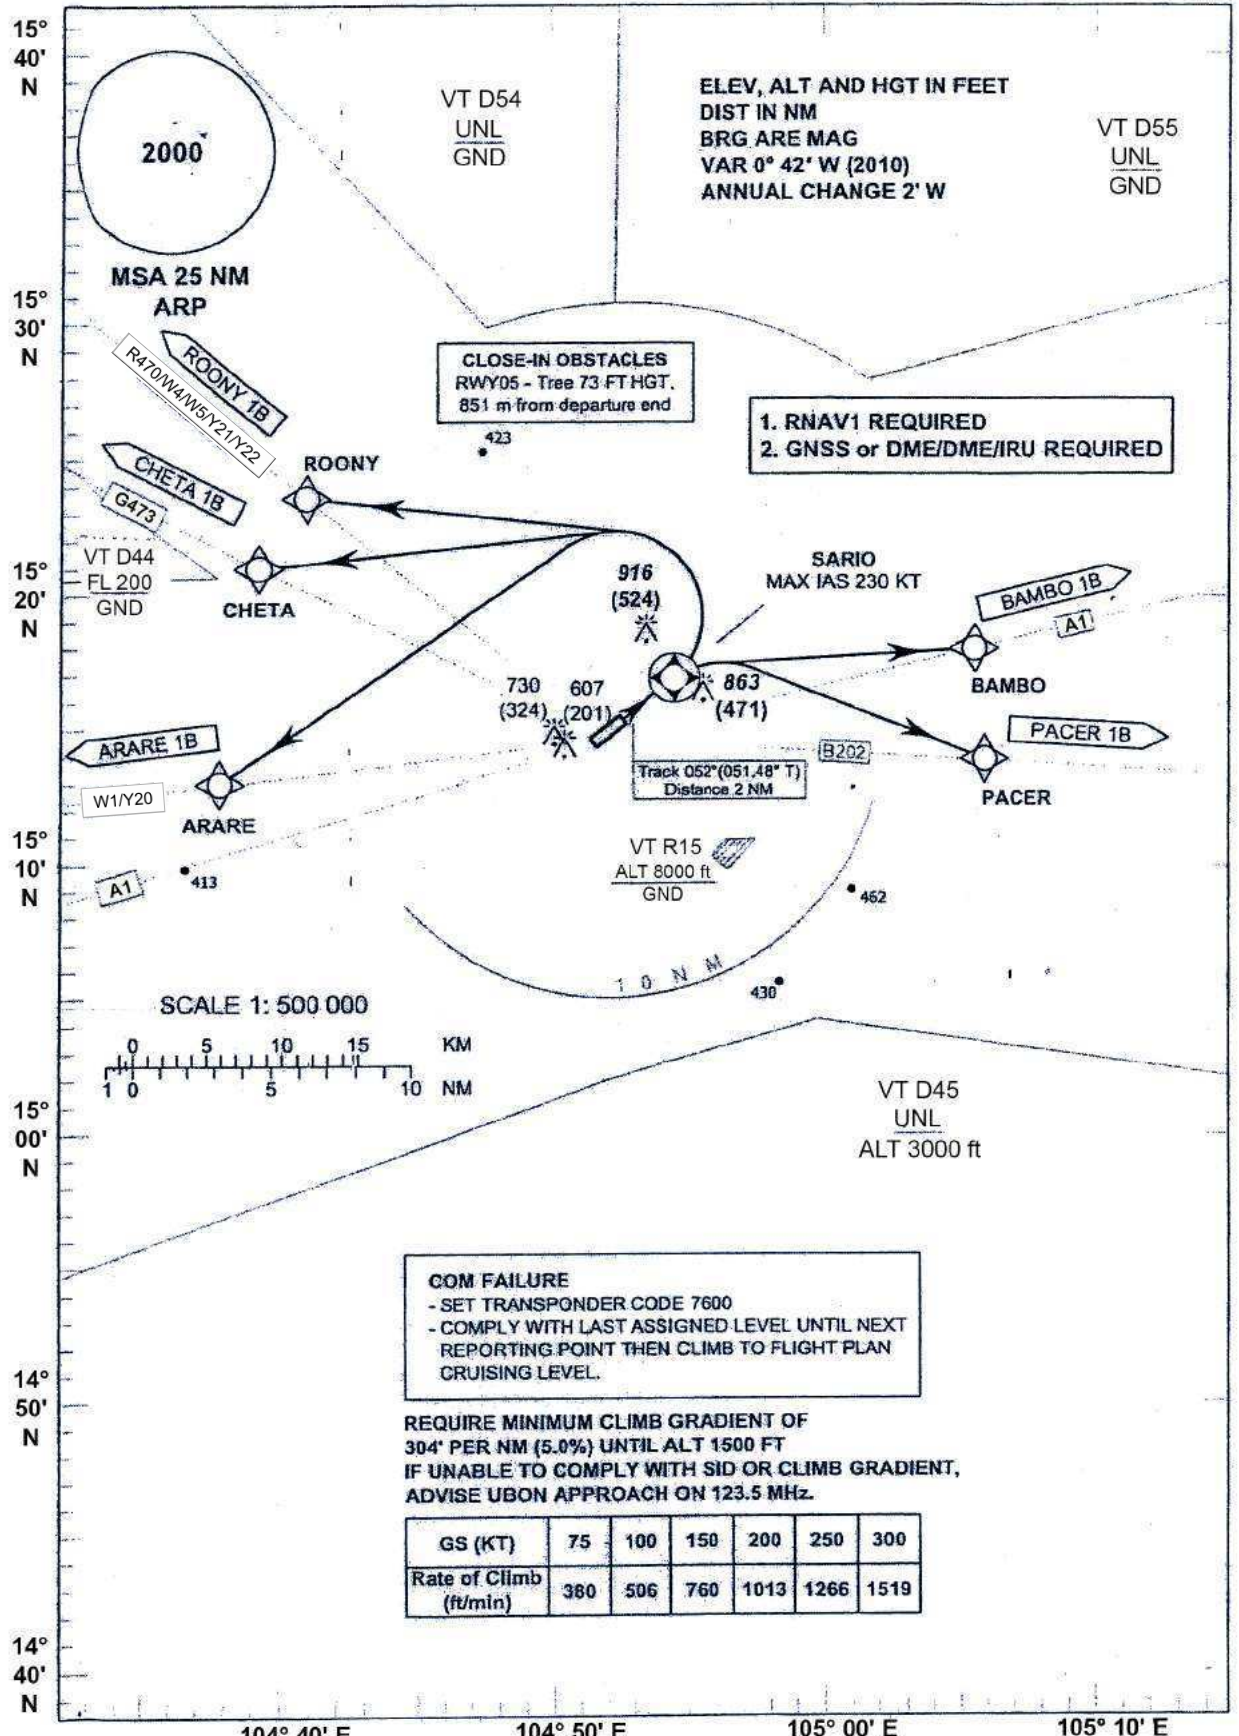 15°
40'
N
VT D54
UNL
GND
ELEV, ALT AND HGT IN FEET
DIST IN NM
BRG ARE MAG
VAR 0° 42' W (2010)
ANNUAL CHANGE 2' W
VT D55
UNL
GND
2000
MSA 25 NM
ARP
15°
30'
N
ROONY 1B
R470/W4/W5/Y21/Y22
CLOSE-IN OBSTACLES
RWY05 - Tree 73 FT HGT.
851 m from departure end
1. RNAV1 REQUIRED
2. GNSS or DME/DME/IRU REQUIRED
423
ROONY
CHETA 1B
G473
VT D44
FL 200
GND
CHETA
15°
20'
N
916
(524)
SARIO
MAX IAS 230 KT
BAMBO 1B
A1
BAMBO
730
(324)
607
(201)
863
(471)
ARARE 1B
PACER 1B
B202
Track 052°(051.48° T)
Distance 2 NM
PACER
W1/Y20
ARARE
15°
10'
N
VT R15
ALT 8000 ft
GND
A1
413
462
10 NM
430
SCALE 1: 500 000
0 5 10 15 KM
1 0 5 10 NM
15°
00'
N
VT D45
UNL
ALT 3000 ft
COM FAILURE
- SET TRANSPONDER CODE 7600
- COMPLY WITH LAST ASSIGNED LEVEL UNTIL NEXT
REPORTING POINT THEN CLIMB TO FLIGHT PLAN
CRUISING LEVEL.
14°
50'
N
REQUIRE MINIMUM CLIMB GRADIENT OF
304' PER NM (5.0%) UNTIL ALT 1500 FT
IF UNABLE TO COMPLY WITH SID OR CLIMB GRADIENT,
ADVISE UBON APPROACH ON 123.5 MHz.
GS (KT) 75 100 150 200 250 300
Rate of Climb
(ft/min) 380 506 760 1013 1266 1519
14°
40'
N
104° 40' E 104° 50' E 105° 00' E 105° 10' E